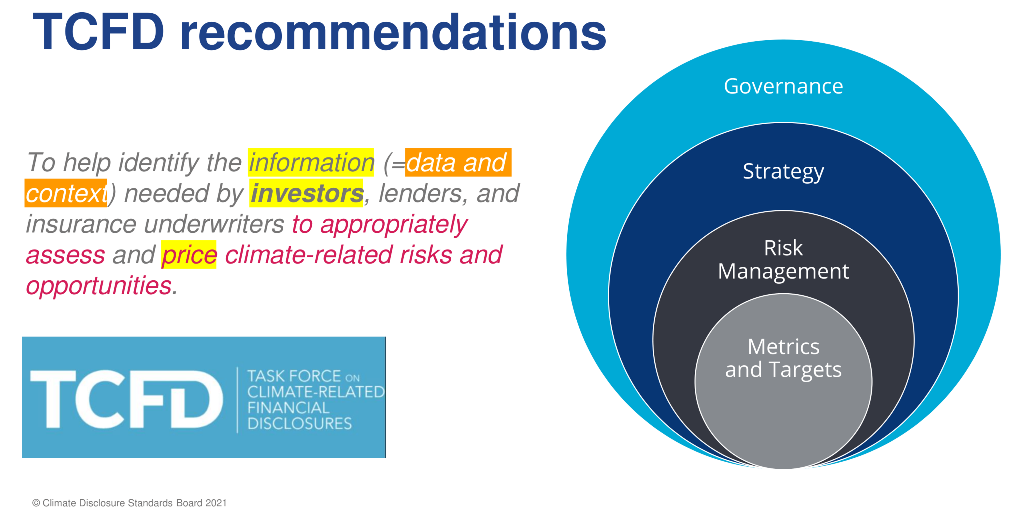 TCFD recommendations
To help identify the information (=data and
context) needed by investors, lenders, and
insurance underwriters to appropriately
assess and price climate-related risks and
opportunities.
TCFD
TASK FORCE ON
CLIMATE-RELATED
FINANCIAL
DISCLOSURES
Governance
Strategy
Risk
Management
Metrics
and Targets
© Climate Disclosure Standards Board 2021